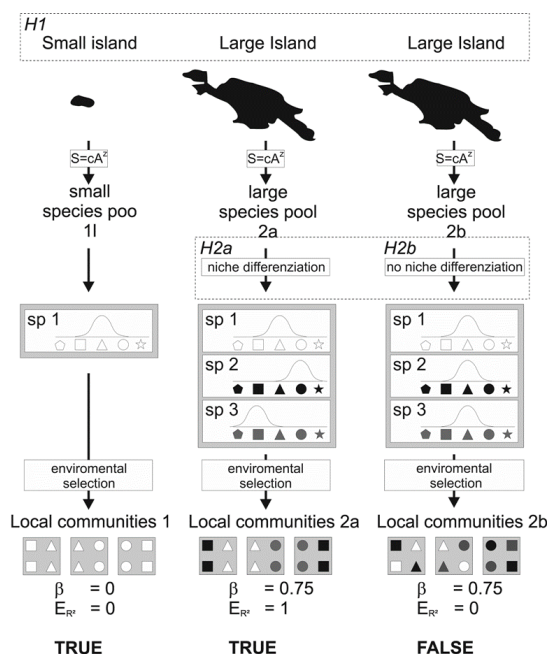 H1
Small island Large Island Large Island
S=cA^z S=cA^z S=cA^z
small large large
species poo species pool species pool
1l 2a 2b
H2a H2b
niche differenziation no niche differenziation
sp 1 sp 1 sp 1
sp 2 sp 2
sp 3 sp 3
enviromental enviromental enviromental
selection selection selection
Local communities 1 Local communities 2a Local communities 2b
β = 0 β = 0.75 β = 0.75
E_R² = 0 E_R² = 1 E_R² = 0
TRUE TRUE FALSE